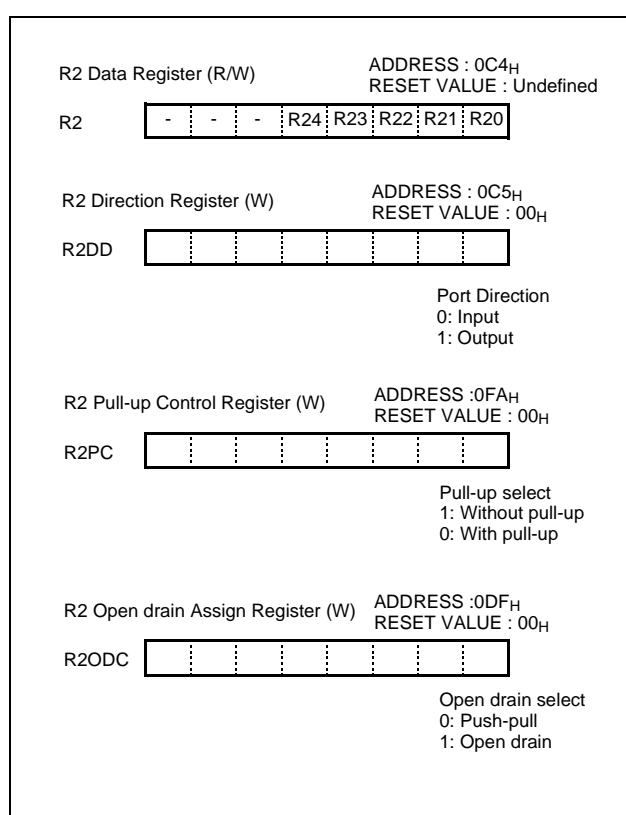 R2 Data Register (R/W)
ADDRESS : 0C4H
RESET VALUE : Undefined
R2
- - - R24 R23 R22 R21 R20
R2 Direction Register (W)
ADDRESS : 0C5H
RESET VALUE : 00H
R2DD
Port Direction
0: Input
1: Output
R2 Pull-up Control Register (W)
ADDRESS :0FAH
RESET VALUE : 00H
R2PC
Pull-up select
1: Without pull-up
0: With pull-up
R2 Open drain Assign Register (W)
ADDRESS :0DFH
RESET VALUE : 00H
R2ODC
Open drain select
0: Push-pull
1: Open drain